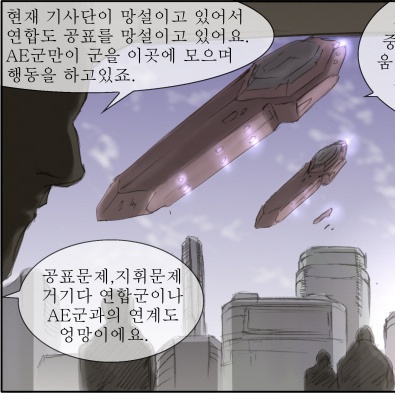 현재 기사단이 망설이고 있어서
연합도 공표를 망설이고 있어요.
AE군만이 군을 이곳에 모으며
행동을 하고있죠.
중
움
공표문제,지휘문제
거기다 연합군이나
AE군과의 연계도
엉망이에요.